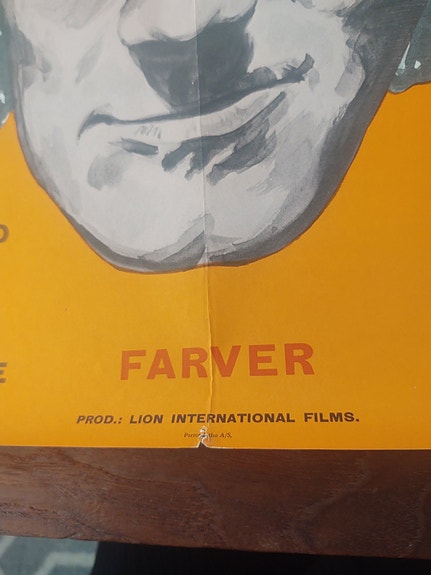 O
E
FARVER
PROD.: LION INTERNATIONAL FILMS.
A/S.